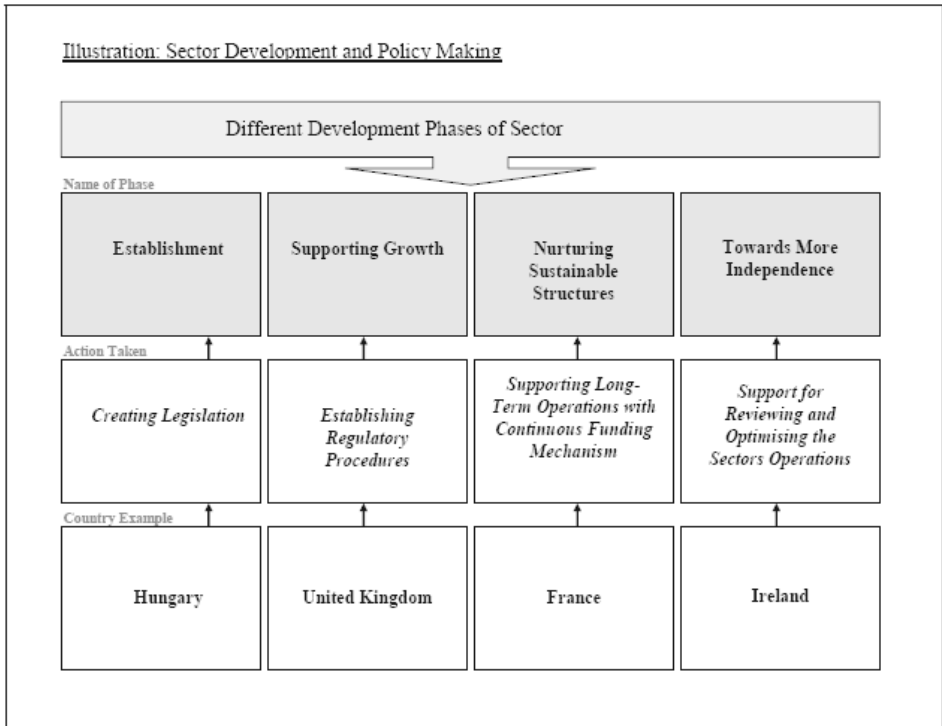 Illustration: Sector Development and Policy Making
Different Development Phases of Sector
Name of Phase
Establishment
Supporting Growth
Nurturing
Sustainable
Structures
Towards More
Independence
Action Taken
Creating Legislation
Establishing
Regulatory
Procedures
Supporting Long-
Term Operations with
Continuous Funding
Mechanism
Support for
Reviewing and
Optimising the
Sectors Operations
Country Example
Hungary
United Kingdom
France
Ireland